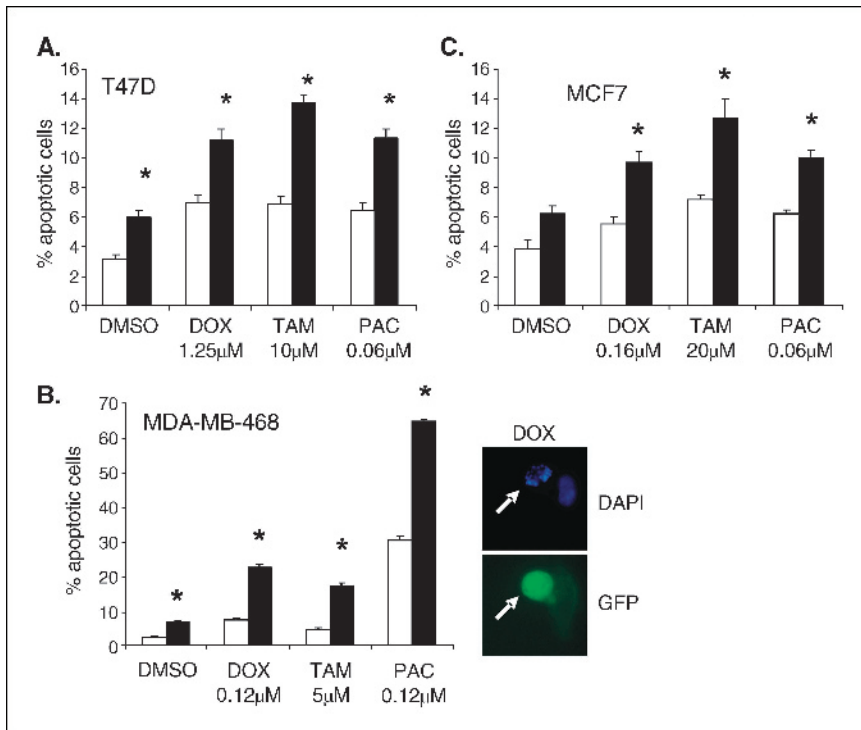 A.
T47D
% apoptotic cells
16
14
12
10
8
6
4
2
0
*
*
*
*
DMSO
DOX
TAM
PAC
1.25µM
10µM
0.06µM
C.
MCF7
% apoptotic cells
16
14
12
10
8
6
4
2
0
*
*
*
DMSO
DOX
TAM
PAC
0.16µM
20µM
0.06µM
B.
MDA-MB-468
% apoptotic cells
70
60
50
40
30
20
10
0
*
*
*
*
DMSO
DOX
TAM
PAC
0.12µM
5µM
0.12µM
DOX
DAPI
GFP